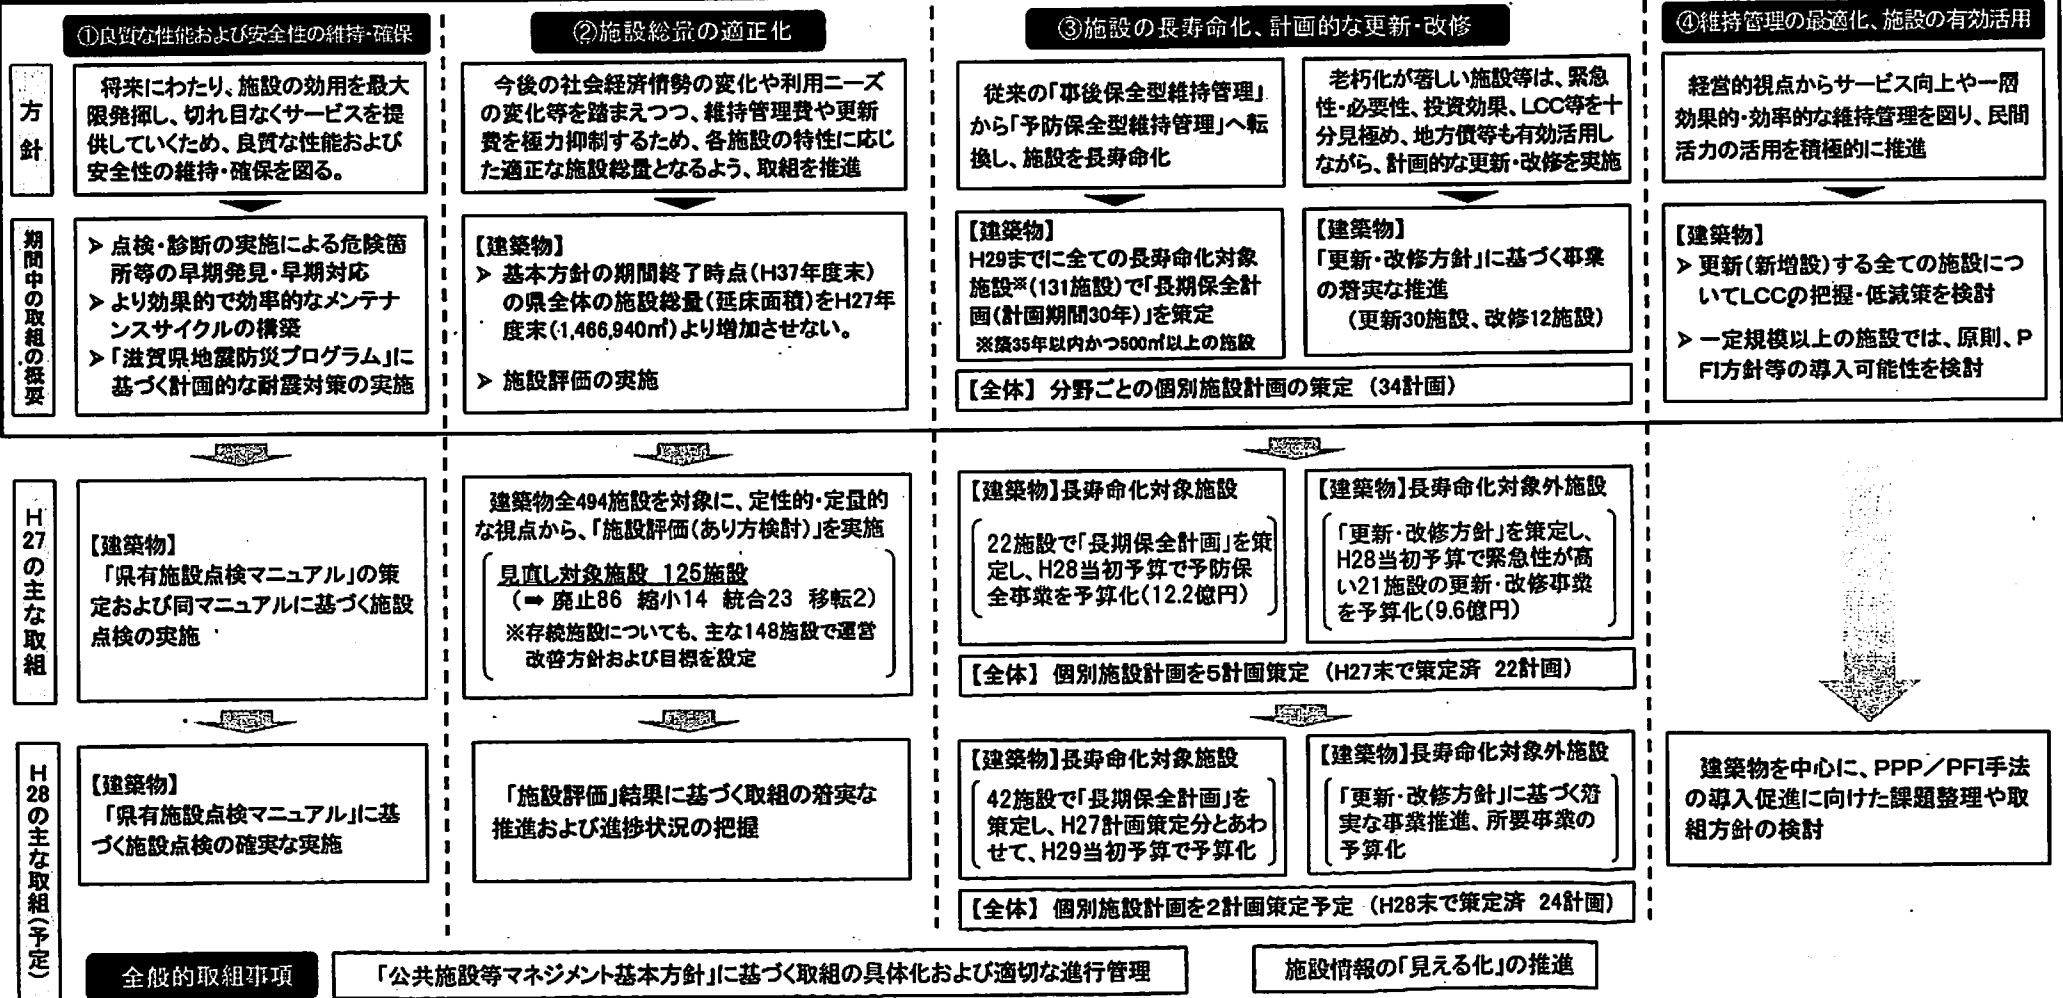 ①良質な性能および安全性の維持・確保
②施設総量の適正化
③施設の長寿命化、計画的な更新・改修
④維持管理の最適化、施設の有効活用
方針
将来にわたり、施設の効用を最大
限発揮し、切れ目なくサービスを提
供していくため、良質な性能および
安全性の維持・確保を図る。
今後の社会経済情勢の変化や利用ニーズ
の変化等を踏まえつつ、維持管理費や更新
費を極力抑制するため、各施設の特性に応じ
た適正な施設総量となるよう、取組を推進
従来の「事後保全型維持管理」
から「予防保全型維持管理」へ転
換し、施設を長寿命化
老朽化が著しい施設等は、緊急
性・必要性、投資効果、LCC等を十
分見極め、地方債等も有効活用し
ながら、計画的な更新・改修を実施
経営的視点からサービス向上や一層
効果的・効率的な維持管理を図り、民間
活力の活用を積極的に推進
期間中の取組の概要
➢ 点検・診断の実施による危険箇
所等の早期発見・早期対応
➢ より効果的で効率的なメンテナ
ンスサイクルの構築
➢ 「滋賀県地震防災プログラム」に
基づく計画的な耐震対策の実施
【建築物】
➢ 基本方針の期間終了時点(H37年度末)
の県全体の施設総量(延床面積)をH27年
度末(1,466,940㎡)より増加させない。
➢ 施設評価の実施
【建築物】
H29までに全ての長寿命化対象
施設※(131施設)で「長期保全計
画(計画期間30年)」を策定
※築35年以内かつ500㎡以上の施設
【建築物】
「更新・改修方針」に基づく事業
の着実な推進
(更新30施設、改修12施設)
【全体】 分野ごとの個別施設計画の策定 (34計画)
【建築物】
➢ 更新(新増設)する全ての施設につ
いてLCCの把握・低減策を検討
➢ 一定規模以上の施設では、原則、P
FI方針等の導入可能性を検討
H27の主な取組
【建築物】
「県有施設点検マニュアル」の策
定および同マニュアルに基づく施設
点検の実施
建築物全494施設を対象に、定性的・定量的
な視点から、「施設評価(あり方検討)」を実施
見直し対象施設 125施設
(➡ 廃止86 縮小14 統合23 移転2)
※存続施設についても、主な148施設で運営
改善方針および目標を設定
【建築物】長寿命化対象施設
22施設で「長期保全計画」を策
定し、H28当初予算で予防保
全事業を予算化(12.2億円)
【建築物】長寿命化対象外施設
「更新・改修方針」を策定し、
H28当初予算で緊急性が高
い21施設の更新・改修事業
を予算化(9.6億円)
【全体】 個別施設計画を5計画策定 (H27末で策定済 22計画)
H28の主な取組(予定)
【建築物】
「県有施設点検マニュアル」に基
づく施設点検の確実な実施
「施設評価」結果に基づく取組の着実な
推進および進捗状況の把握
【建築物】長寿命化対象施設
42施設で「長期保全計画」を
策定し、H27計画策定分とあわ
せて、H29当初予算で予算化
【建築物】長寿命化対象外施設
「更新・改修方針」に基づく着
実な事業推進、所要事業の
予算化
【全体】 個別施設計画を2計画策定予定 (H28末で策定済 24計画)
建築物を中心に、PPP/PFI手法
の導入促進に向けた課題整理や取
組方針の検討
全般的取組事項
「公共施設等マネジメント基本方針」に基づく取組の具体化および適切な進行管理
施設情報の「見える化」の推進